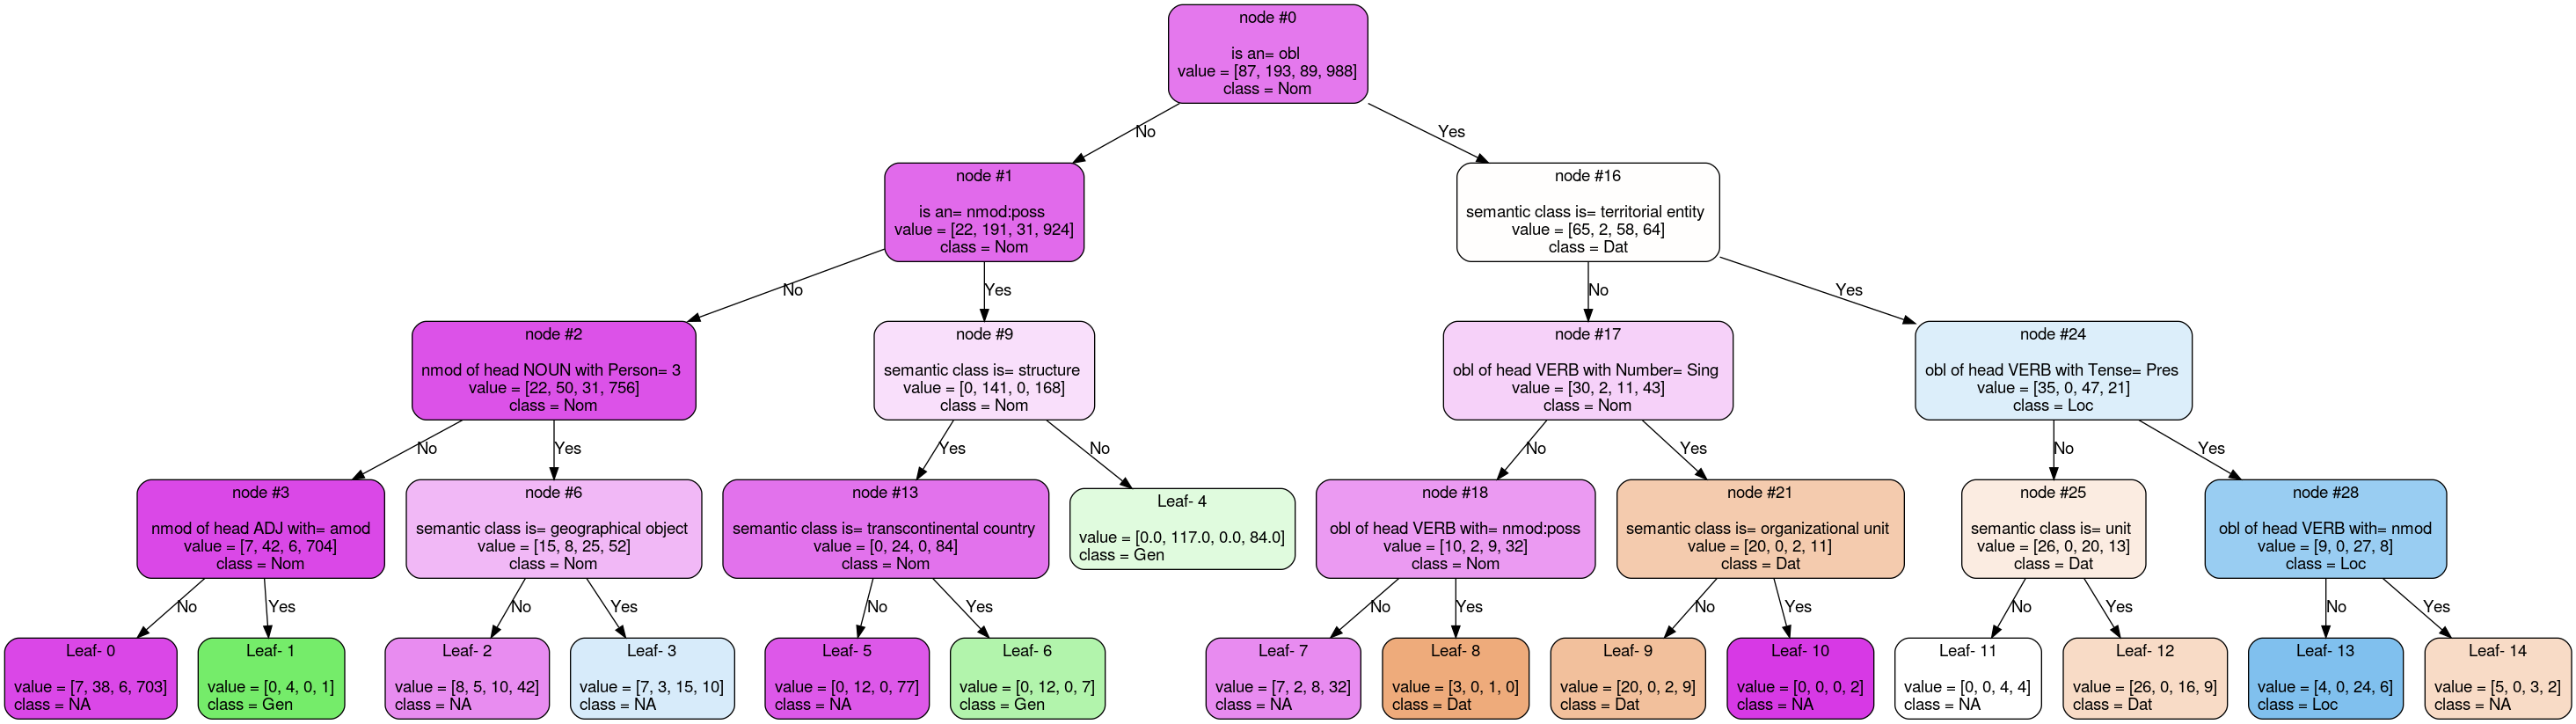 node #0
is an= obl
value = [87, 193, 89, 988]
class = Nom
No
Yes
node #1
is an= nmod:poss
value = [22, 191, 31, 924]
class = Nom
node #16
semantic class is= territorial entity
value = [65, 2, 58, 64]
class = Dat
No
Yes
No
Yes
node #2
nmod of head NOUN with Person= 3
value = [22, 50, 31, 756]
class = Nom
node #9
semantic class is= structure
value = [0, 141, 0, 168]
class = Nom
node #17
obl of head VERB with Number= Sing
value = [30, 2, 11, 43]
class = Nom
node #24
obl of head VERB with Tense= Pres
value = [35, 0, 47, 21]
class = Loc
No
Yes
Yes
No
No
Yes
No
Yes
node #3
nmod of head ADJ with= amod
value = [7, 42, 6, 704]
class = Nom
node #6
semantic class is= geographical object
value = [15, 8, 25, 52]
class = Nom
node #13
semantic class is= transcontinental country
value = [0, 24, 0, 84]
class = Nom
Leaf- 4
value = [0.0, 117.0, 0.0, 84.0]
class = Gen
node #18
obl of head VERB with= nmod:poss
value = [10, 2, 9, 32]
class = Nom
node #21
semantic class is= organizational unit
value = [20, 0, 2, 11]
class = Dat
node #25
semantic class is= unit
value = [26, 0, 20, 13]
class = Dat
node #28
obl of head VERB with= nmod
value = [9, 0, 27, 8]
class = Loc
No
Yes
No
Yes
No
Yes
No
Yes
No
Yes
No
Yes
No
Yes
Leaf- 0
value = [7, 38, 6, 703]
class = NA
Leaf- 1
value = [0, 4, 0, 1]
class = Gen
Leaf- 2
value = [8, 5, 10, 42]
class = NA
Leaf- 3
value = [7, 3, 15, 10]
class = NA
Leaf- 5
value = [0, 12, 0, 77]
class = NA
Leaf- 6
value = [0, 12, 0, 7]
class = Gen
Leaf- 7
value = [7, 2, 8, 32]
class = NA
Leaf- 8
value = [3, 0, 1, 0]
class = Dat
Leaf- 9
value = [20, 0, 2, 9]
class = Dat
Leaf- 10
value = [0, 0, 0, 2]
class = NA
Leaf- 11
value = [0, 0, 4, 4]
class = NA
Leaf- 12
value = [26, 0, 16, 9]
class = Dat
Leaf- 13
value = [4, 0, 24, 6]
class = Loc
Leaf- 14
value = [5, 0, 3, 2]
class = NA